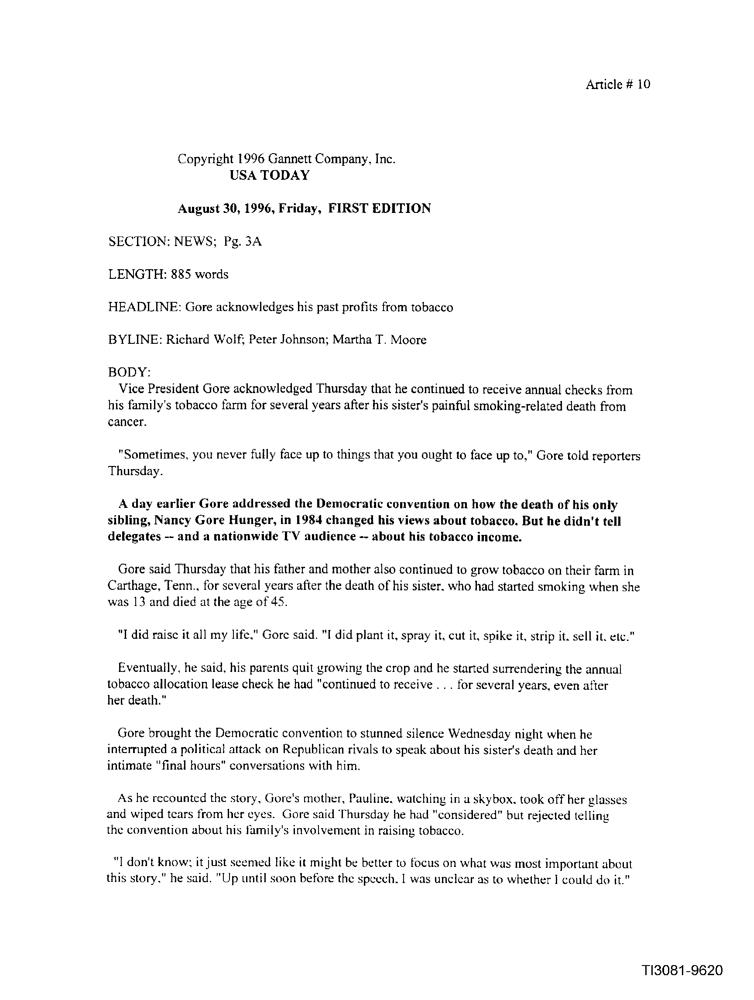 Article # 10
Copyright 1996 Gannett Company, Inc.
USA TODAY
August 30, 1996, Friday, FIRST EDITION
SECTION: NEWS; Pg. 3A
LENGTH: 885 words
HEADLINE: Gore acknowledges his past profits from tobacco
BYLINE: Richard Wolf; Peter Johnson; Martha T. Moore
BODY:
Vice President Gore acknowledged Thursday that he continued to receive annual checks from
his family's tobacco farm for several years after his sister's painful smoking-related death from
cancer.
"Sometimes, you never fully face up to things that you ought to face up to," Gore told reporters
Thursday.
A day earlier Gore addressed the Democratic convention on how the death of his only
sibling, Nancy Gore Hunger, in 1984 changed his views about tobacco. But he didn't tell
delegates -- and a nationwide TV audience -- about his tobacco income.
Gore said Thursday that his father and mother also continued to grow tobacco on their farm in
Carthage, Tenn., for several years after the death of his sister, who had started smoking when she
was 13 and died at the age of 45.
"I did raise it all my life," Gore said. "I did plant it, spray it, cut it, spike it, strip it, sell it, etc."
Eventually, he said, his parents quit growing the crop and he started surrendering the annual
tobacco allocation lease check he had "continued to receive . . . for several years, even after
her death."
Gore brought the Democratic convention to stunned silence Wednesday night when he
interrupted a political attack on Republican rivals to speak about his sister's death and her
intimate "final hours" conversations with him.
As he recounted the story, Gore's mother, Pauline, watching in a skybox, took off her glasses
and wiped tears from her eyes. Gore said Thursday he had "considered" but rejected telling
the convention about his family's involvement in raising tobacco.
"I don't know; it just seemed like it might be better to focus on what was most important about
this story," he said. "Up until soon before the speech, I was unclear as to whether I could do it."
TI3081-9620